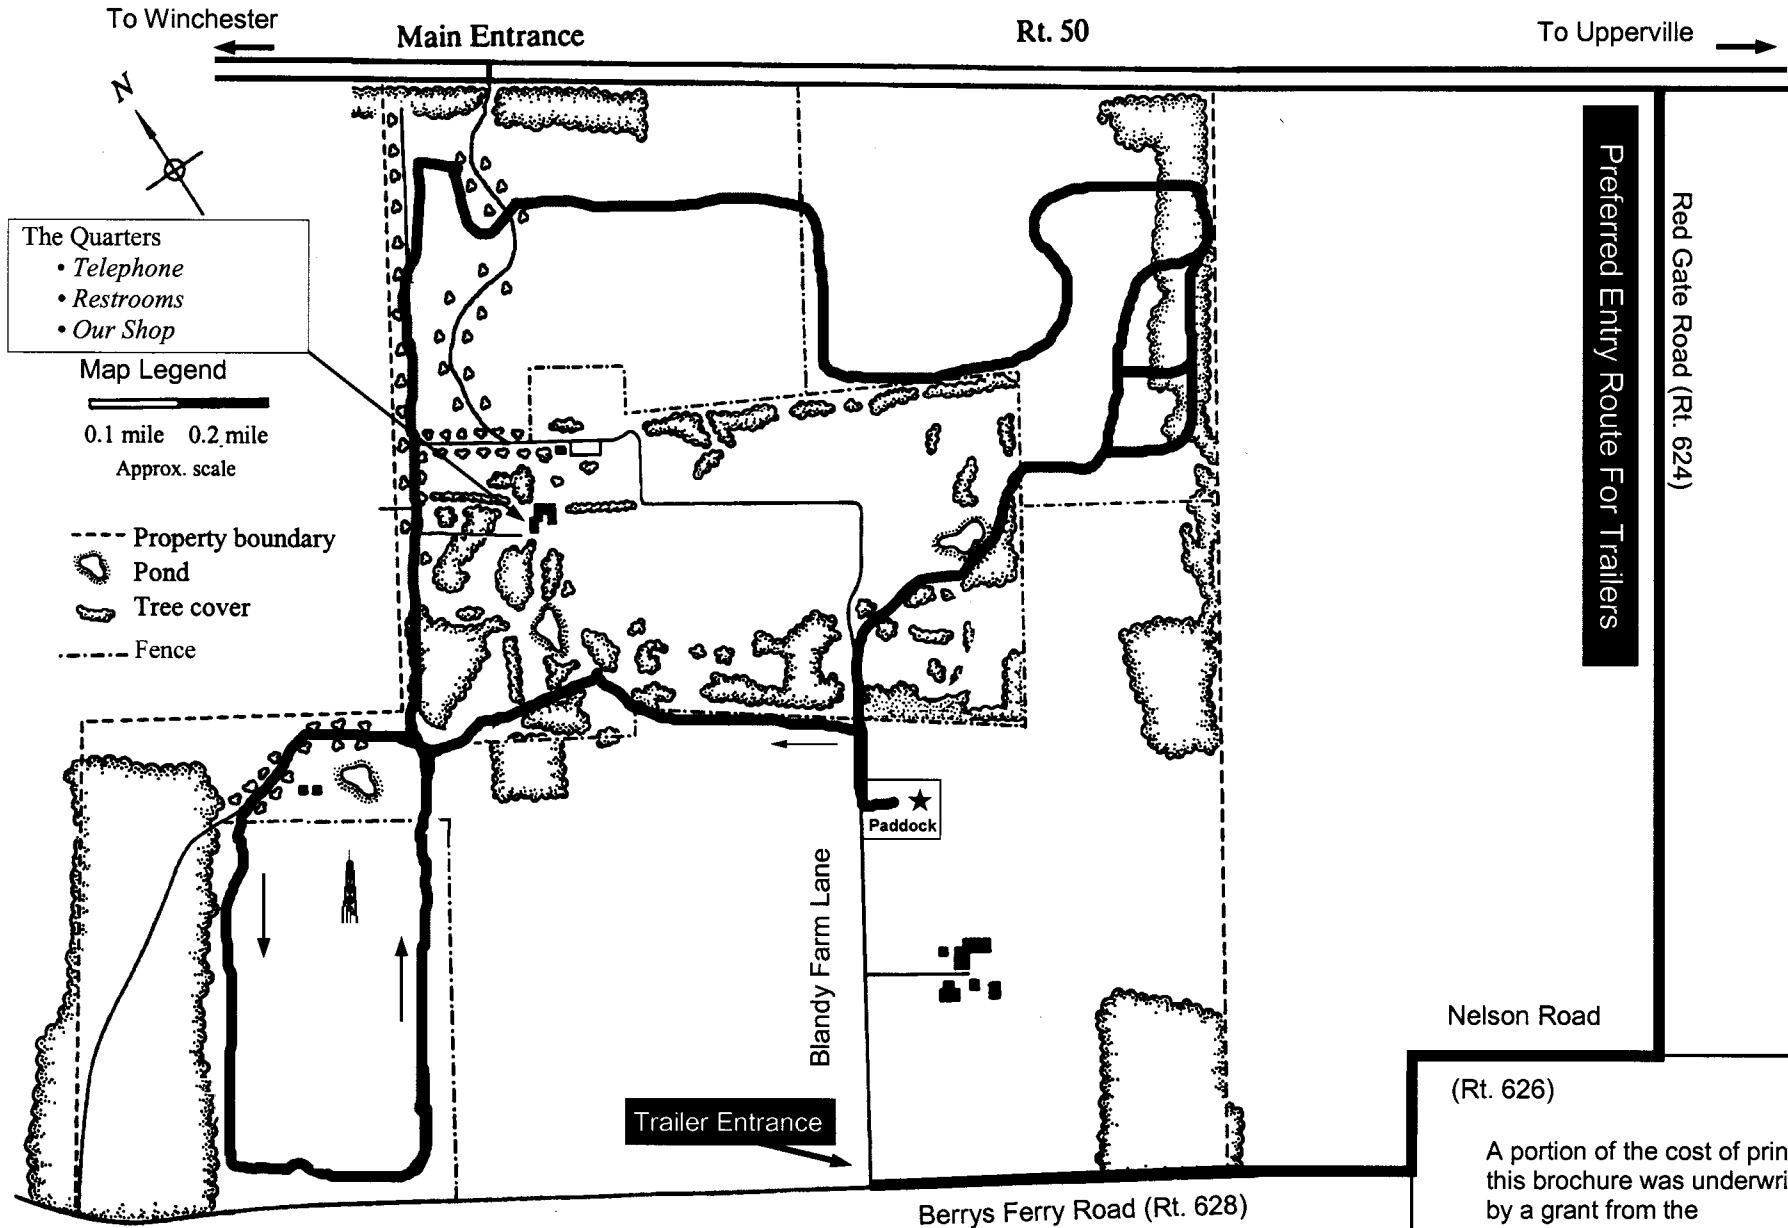 To Winchester
Main Entrance
Rt. 50
To Upperville
N
The Quarters
• Telephone
• Restrooms
• Our Shop
Map Legend
0.1 mile 0.2 mile
Approx. scale
Property boundary
Pond
Tree cover
Fence
Preferred Entry Route For Trailers
Red Gate Road (Rt. 624)
Paddock
Blandy Farm Lane
Trailer Entrance
Nelson Road
(Rt. 626)
Berrys Ferry Road (Rt. 628)
A portion of the cost of prin
this brochure was underwri
by a grant from the